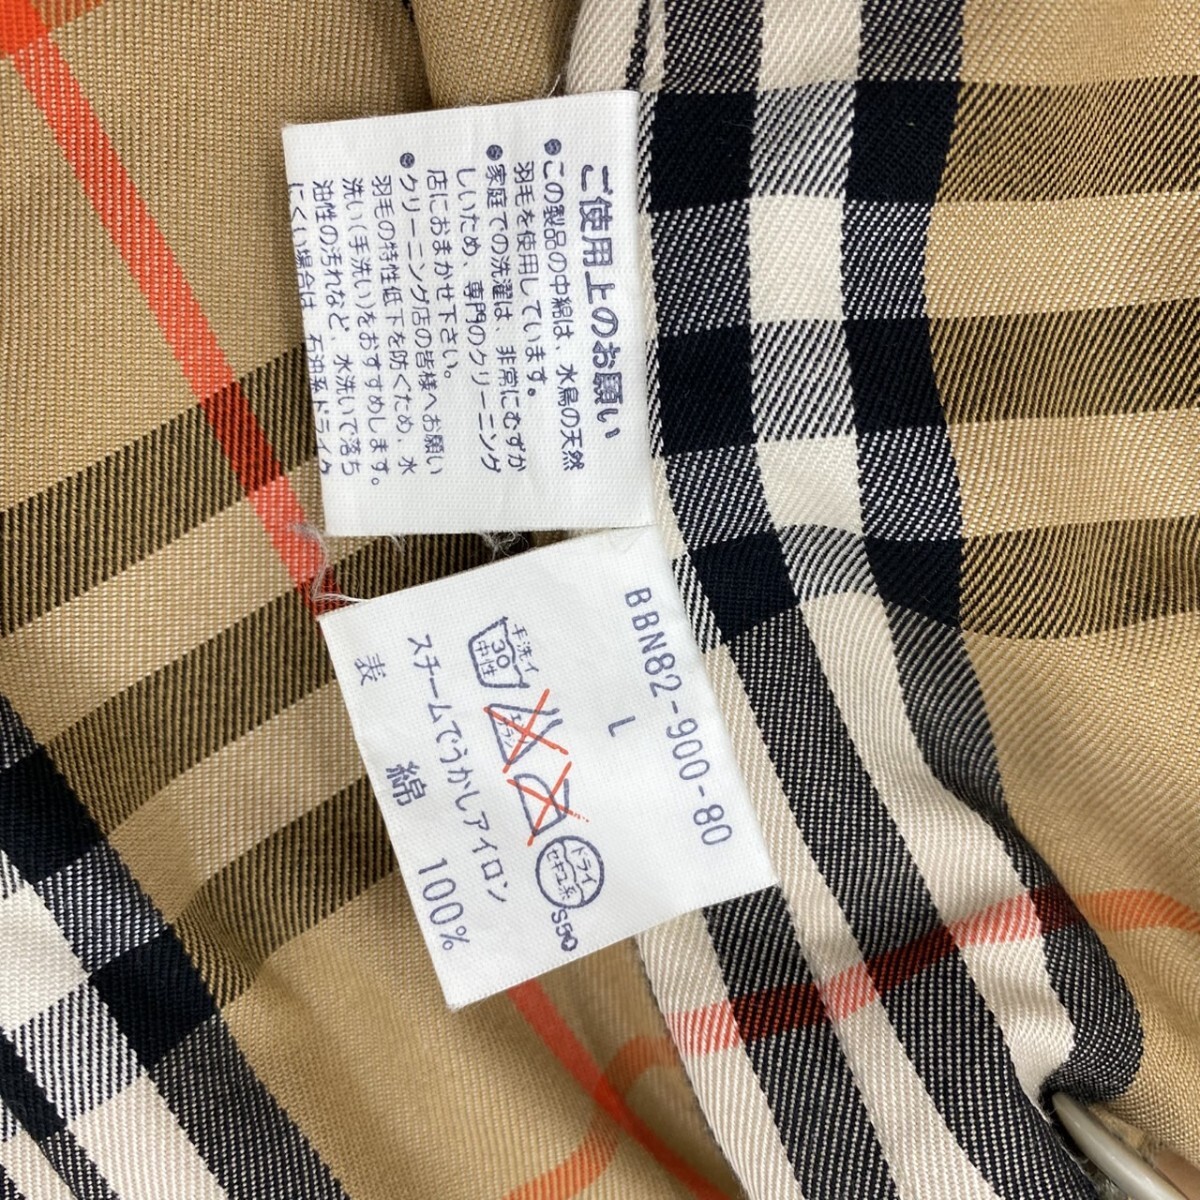 ご使用上のお願い
●この製品の中綿は、水鳥の天然
羽毛を使用しています。
●家庭での洗濯は、非常にむずか
しいため、専門のクリーニング
店におまかせ下さい。
●クリーニング店の皆様へお願い
羽毛の特性低下を防ぐため、水
洗い(手洗い)をおすすめします。
油性の汚れなど、水洗いで落ち
にくい場合は、石油系ドライク
BBN82-900-80
L
手洗イ
30
中性
エンソ
サラシ
ドライ
セキユ系
S50
スチームでうかしアイロン
表 綿 100%